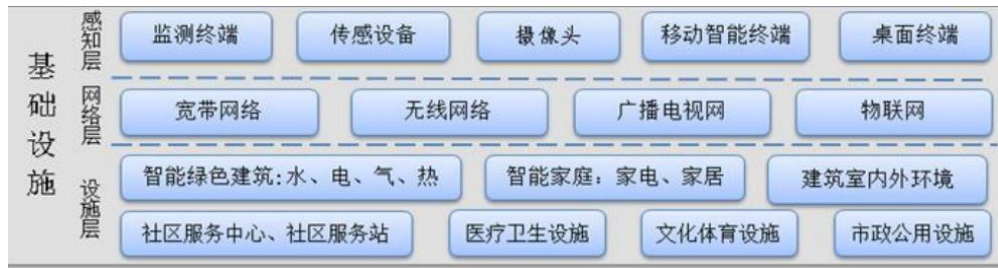 基础设施
感知层
监测终端 传感设备 摄像头 移动智能终端 桌面终端
网络层
宽带网络 无线网络 广播电视网 物联网
设施层
智能绿色建筑:水、电、气、热 智能家庭：家电、家居 建筑室内外环境
社区服务中心、社区服务站 医疗卫生设施 文化体育设施 市政公用设施